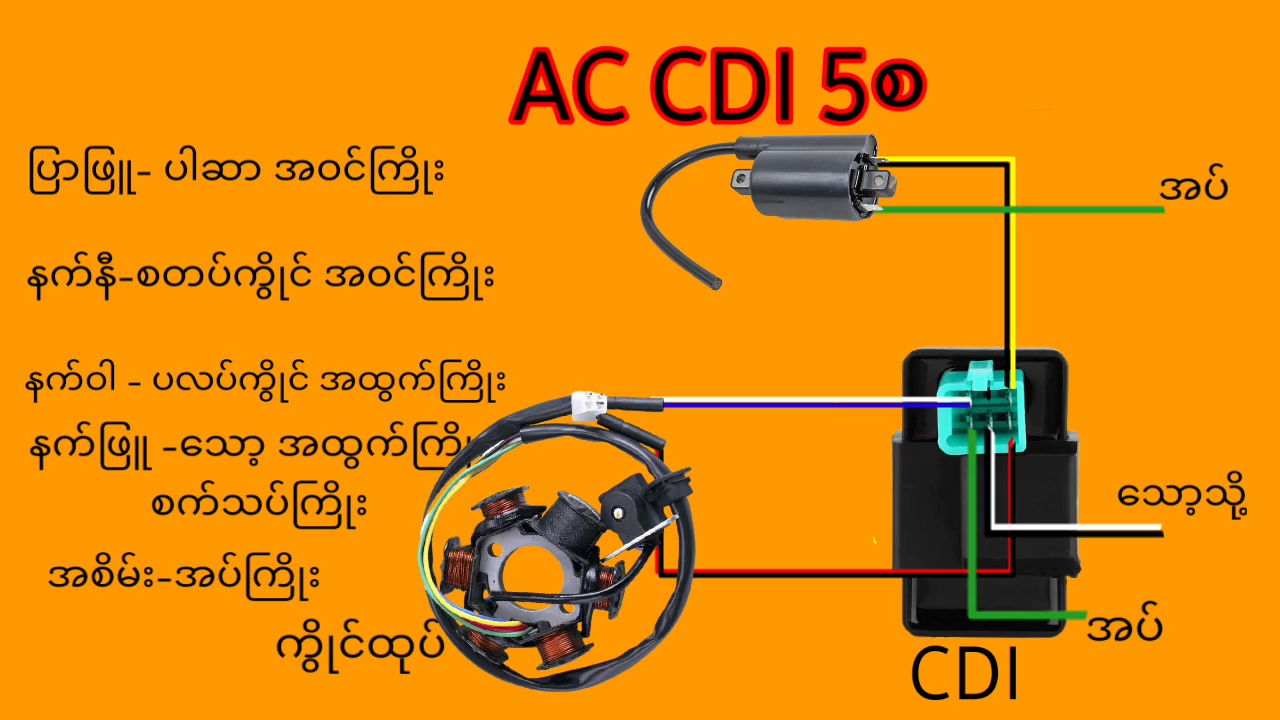 AC CDI 5စ
ပြာဖြူ- ပါဆာ အဝင်ကြိုး
အပ်
နက်နီ-စတပ်ကွိုင် အဝင်ကြိုး
နက်ဝါ - ပလပ်ကွိုင် အထွက်ကြိုး
နက်ဖြူ -သော့ အထွက်ကြို
စက်သပ်ကြိုး
သော့သို့
အစိမ်း-အပ်ကြိုး
အပ်
ကွိုင်ထုပ်
CDI